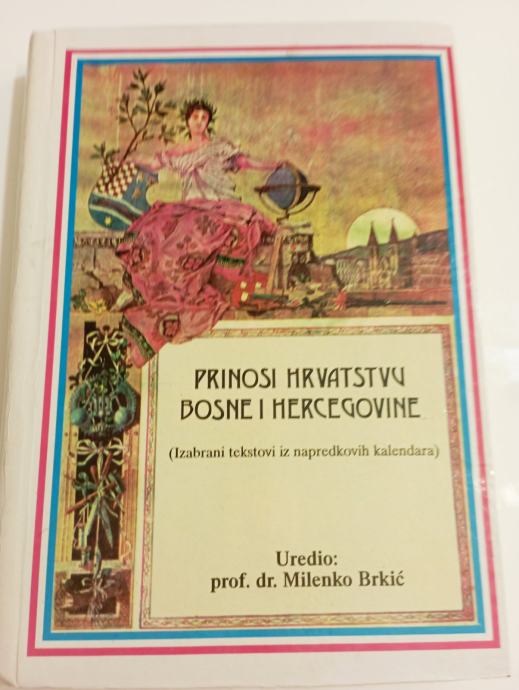 PRINOSI HRVATSTVU
BOSNE I HERCEGOVINE
(Izabrani tekstovi iz napredkovih kalendara)
Uredio:
prof. dr. Milenko Brkić